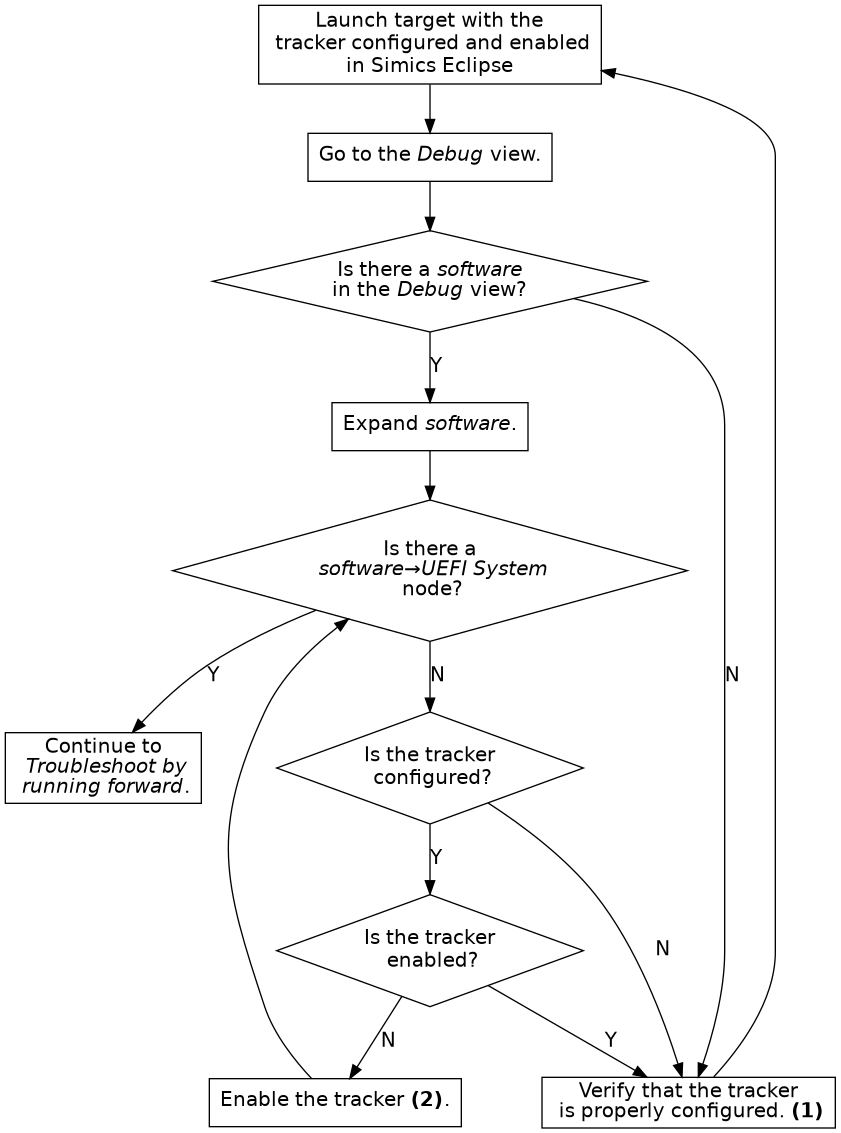 Launch target with the
tracker configured and enabled
in Simics Eclipse
Go to the Debug view.
Is there a software
in the Debug view?
Y
Expand software.
Is there a
software→UEFI System
node?
Y
N
N
Continue to
Troubleshoot by
running forward.
Is the tracker
configured?
Y
N
Is the tracker
enabled?
N
Y
Enable the tracker (2).
Verify that the tracker
is properly configured. (1)